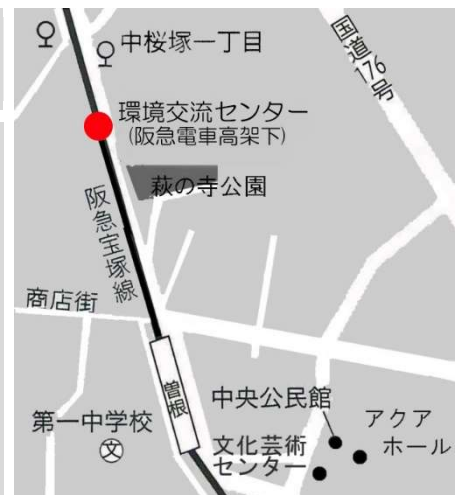 中桜塚一丁目
国道176号
環境交流センター
(阪急電車高架下)
萩の寺公園
阪急宝塚線
商店街
曽根
中央公民館
アクア
ホール
第一中学校
文
文化芸術
センター